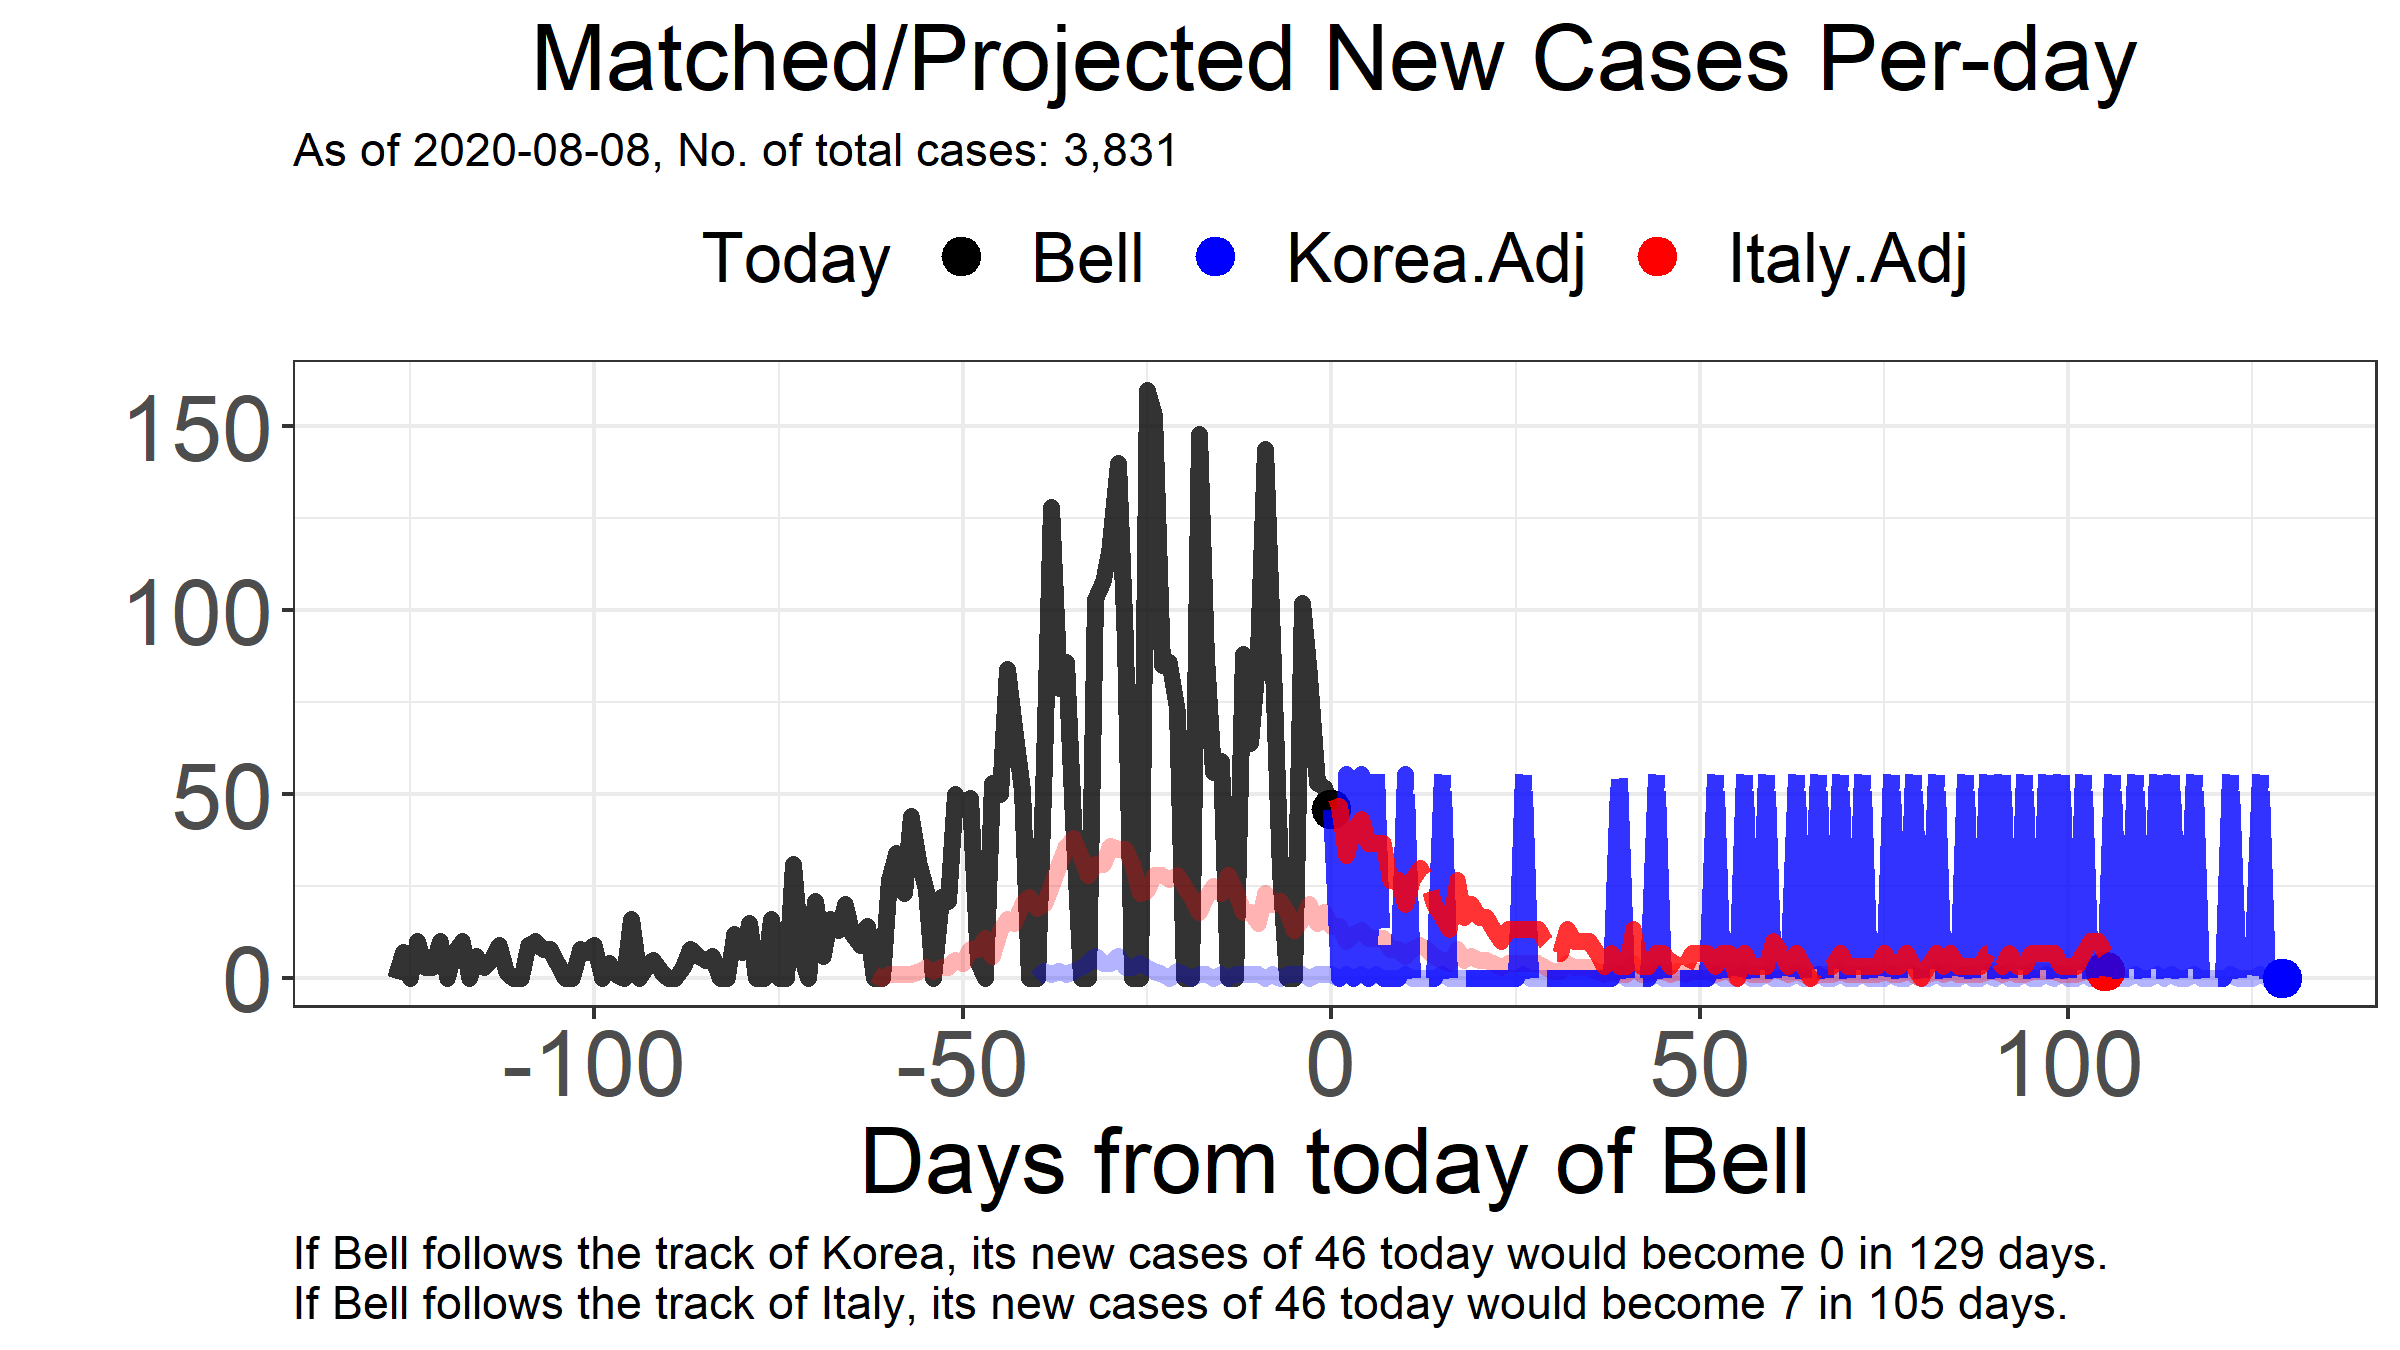 Matched/Projected New Cases Per-day
As of 2020-08-08, No. of total cases: 3,831
Today Bell Korea.Adj Italy.Adj
150
100
50
0
-100 -50 0 50 100
Days from today of Bell
If Bell follows the track of Korea, its new cases of 46 today would become 0 in 129 days.
If Bell follows the track of Italy, its new cases of 46 today would become 7 in 105 days.